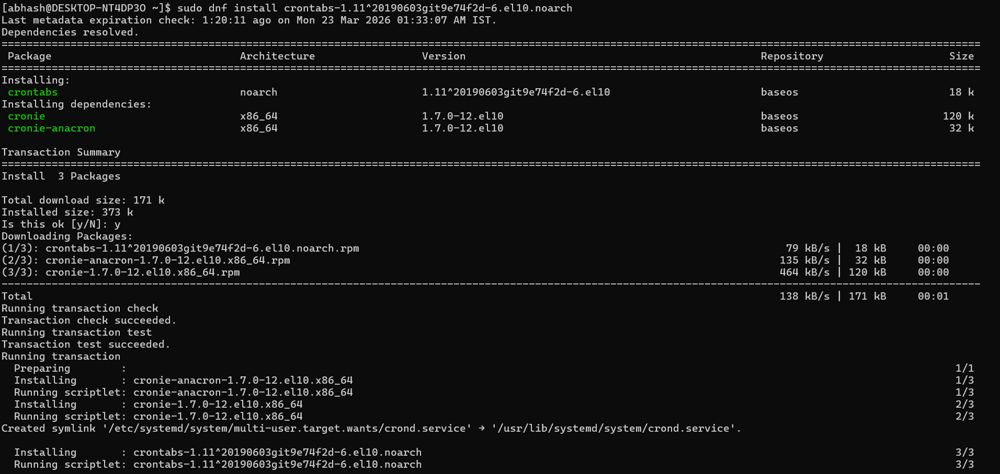 [abhash@DESKTOP-NT4DP3O ~]$ sudo dnf install crontabs-1.11^20190603git9e74f2d-6.el10.noarch
Last metadata expiration check: 1:20:11 ago on Mon 23 Mar 2026 01:33:07 AM IST.
Dependencies resolved.
============================================================================================================================================================
Package Architecture Version Repository Size
============================================================================================================================================================
Installing:
crontabs noarch 1.11^20190603git9e74f2d-6.el10 baseos 18 k
Installing dependencies:
cronie x86_64 1.7.0-12.el10 baseos 120 k
cronie-anacron x86_64 1.7.0-12.el10 baseos 32 k
Transaction Summary
============================================================================================================================================================
Install 3 Packages
Total download size: 171 k
Installed size: 373 k
Is this ok [y/N]: y
Downloading Packages:
(1/3): crontabs-1.11^20190603git9e74f2d-6.el10.noarch.rpm 79 kB/s | 18 kB 00:00
(2/3): cronie-anacron-1.7.0-12.el10.x86_64.rpm 135 kB/s | 32 kB 00:00
(3/3): cronie-1.7.0-12.el10.x86_64.rpm 464 kB/s | 120 kB 00:00
------------------------------------------------------------------------------------------------------------------------------------------------------------
Total 138 kB/s | 171 kB 00:01
Running transaction check
Transaction check succeeded.
Running transaction test
Transaction test succeeded.
Running transaction
Preparing : 1/1
Installing : cronie-anacron-1.7.0-12.el10.x86_64 1/3
Running scriptlet: cronie-anacron-1.7.0-12.el10.x86_64 1/3
Installing : cronie-1.7.0-12.el10.x86_64 2/3
Running scriptlet: cronie-1.7.0-12.el10.x86_64 2/3
Created symlink '/etc/systemd/system/multi-user.target.wants/crond.service' → '/usr/lib/systemd/system/crond.service'.
Installing : crontabs-1.11^20190603git9e74f2d-6.el10.noarch 3/3
Running scriptlet: crontabs-1.11^20190603git9e74f2d-6.el10.noarch 3/3